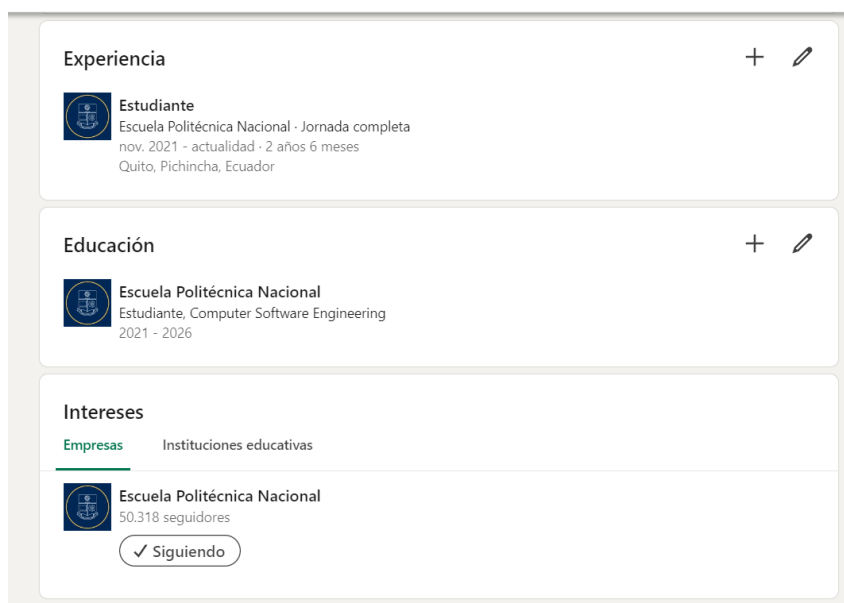 Experiencia
Estudiante
Escuela Politécnica Nacional · Jornada completa
nov. 2021 - actualidad · 2 años 6 meses
Quito, Pichincha, Ecuador
Educación
Escuela Politécnica Nacional
Estudiante, Computer Software Engineering
2021 - 2026
Intereses
Empresas Instituciones educativas
Escuela Politécnica Nacional
50.318 seguidores
✓ Siguiendo